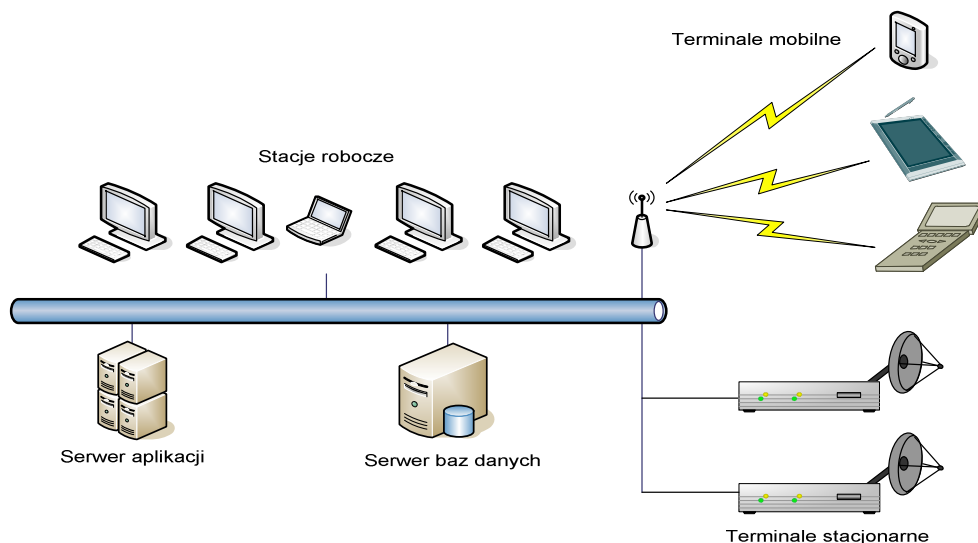 Terminale mobilne
Stacje robocze
Serwer aplikacji
Serwer baz danych
Terminale stacjonarne